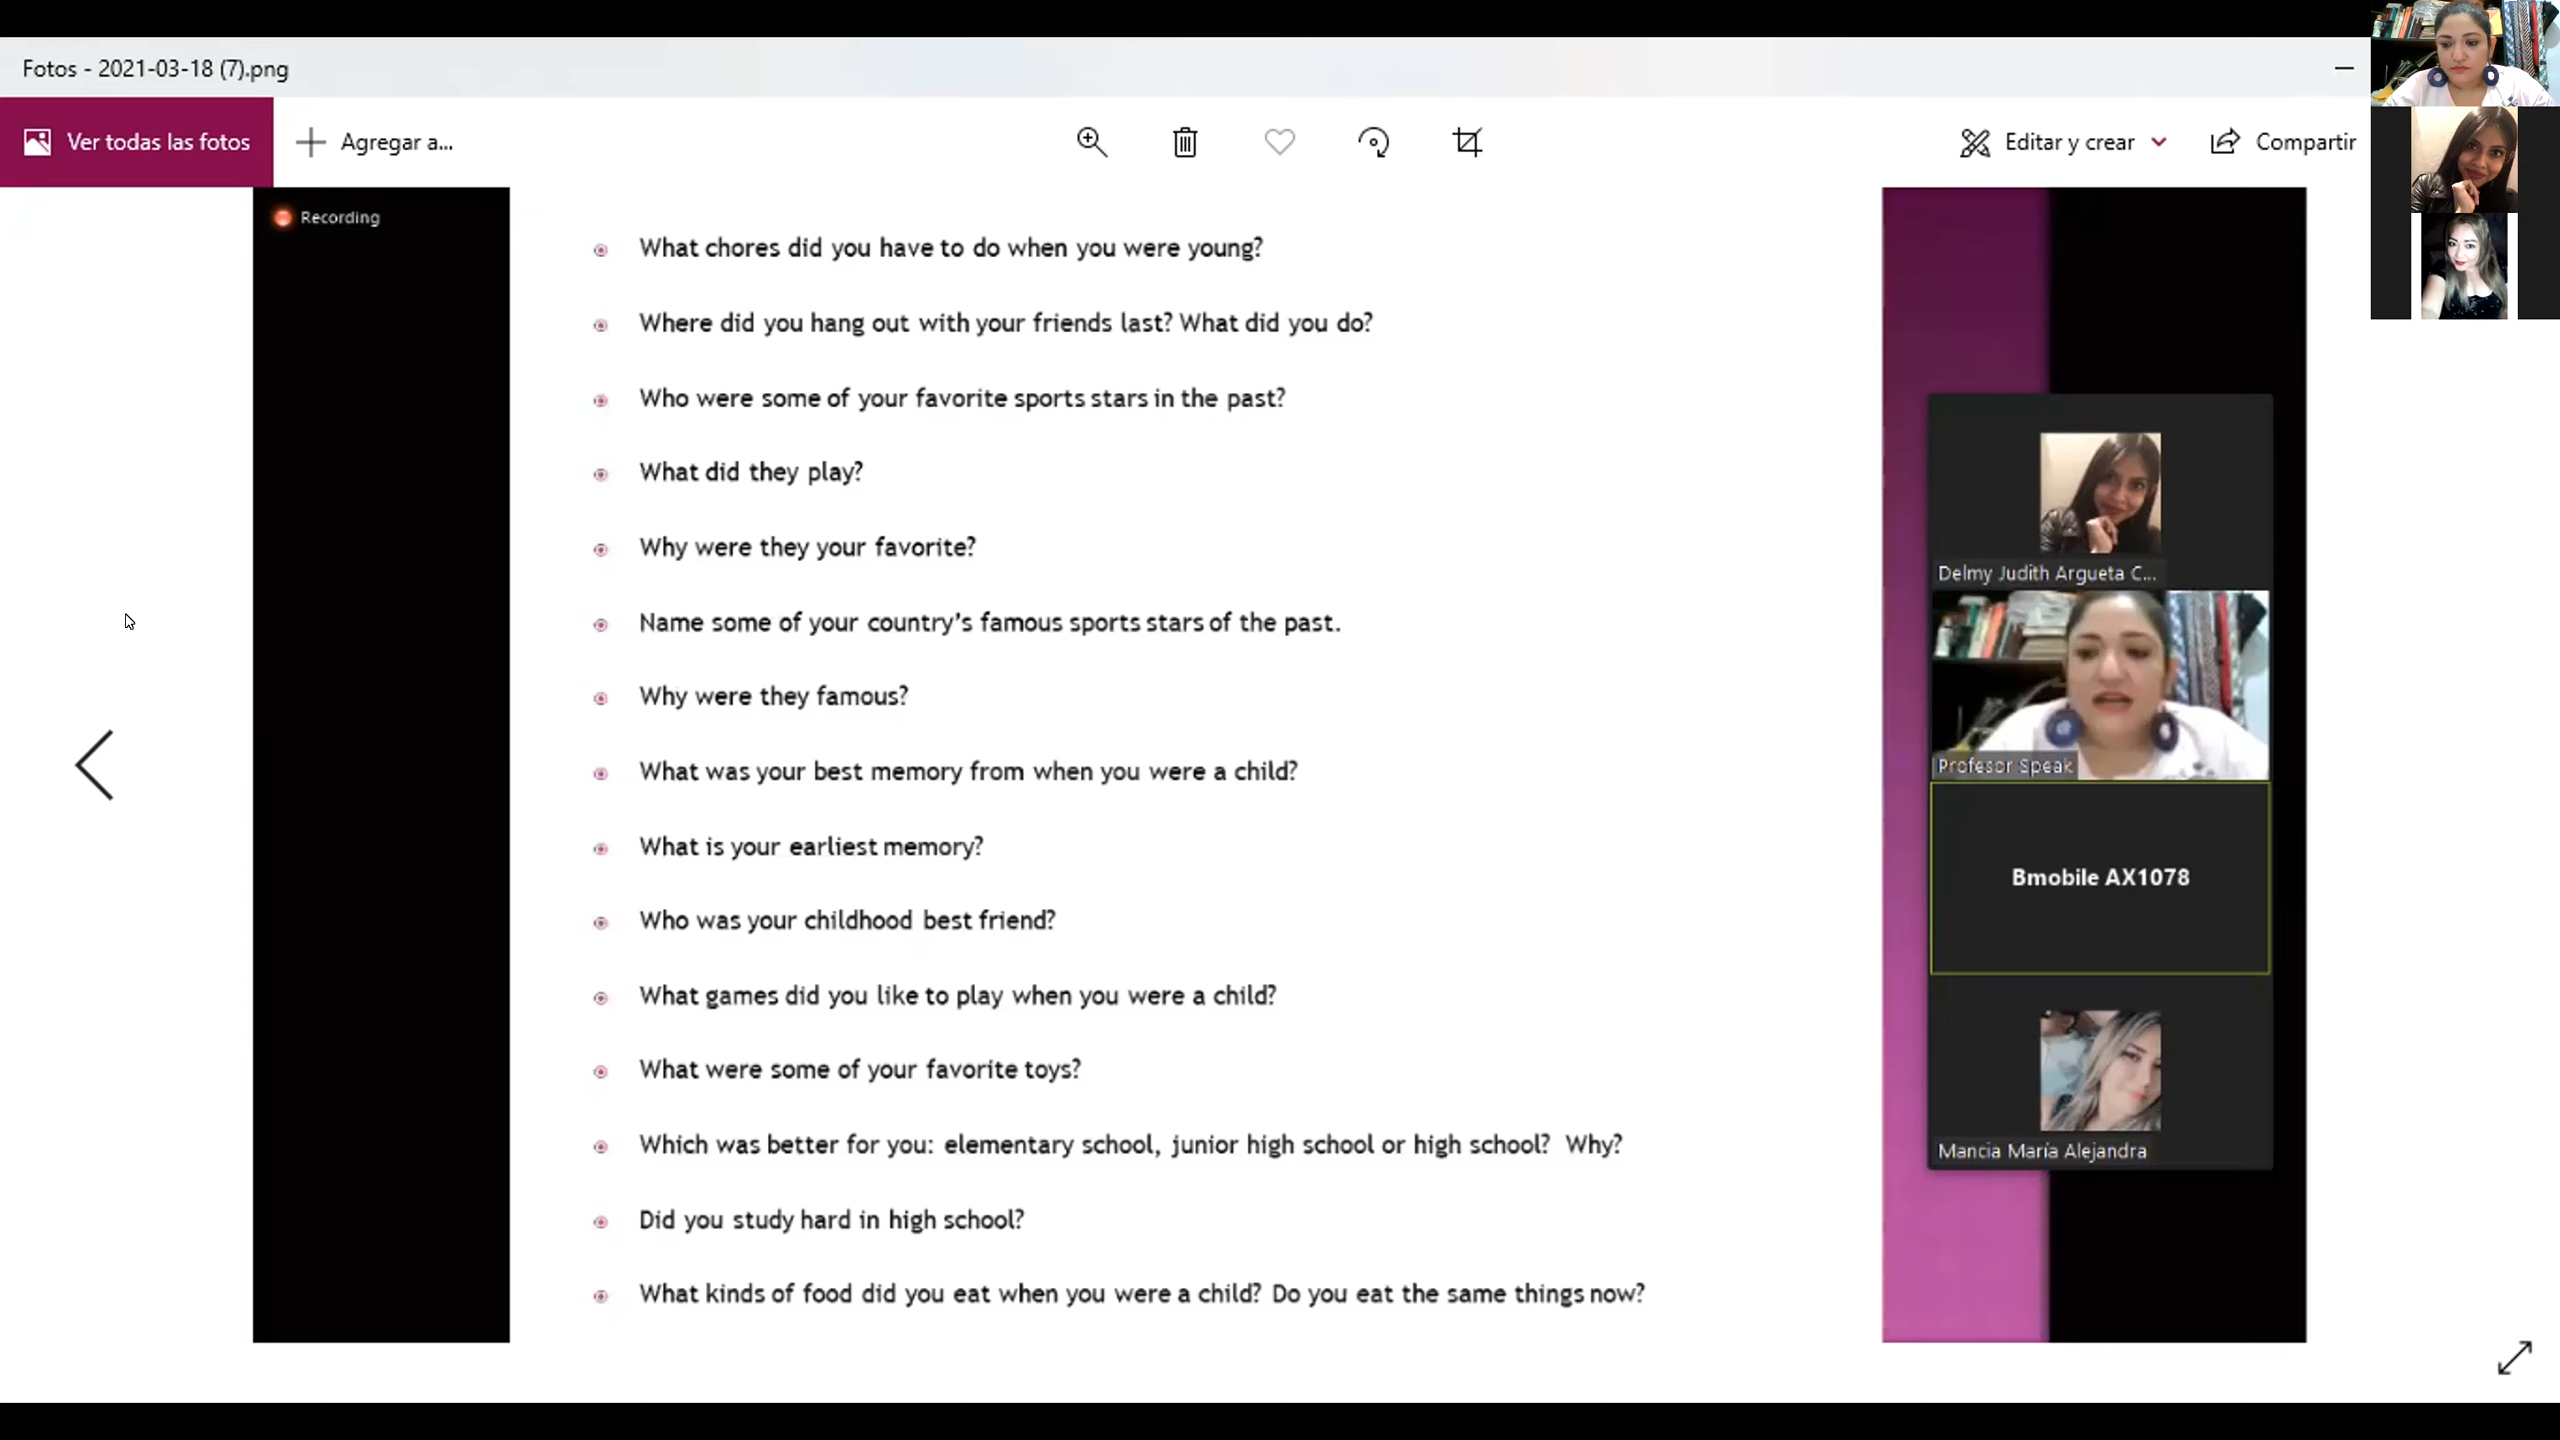 Fotos - 2021-03-18 (7).png
Ver todas las fotos
Agregar a...
Editar y crear
Compartir
Recording
What chores did you have to do when you were young?
Where did you hang out with your friends last? What did you do?
Who were some of your favorite sports stars in the past?
What did they play?
Why were they your favorite?
Name some of your country's famous sports stars of the past.
Why were they famous?
What was your best memory from when you were a child?
What is your earliest memory?
Who was your childhood best friend?
What games did you like to play when you were a child?
What were some of your favorite toys?
Which was better for you: elementary school, junior high school or high school? Why?
Did you study hard in high school?
What kinds of food did you eat when you were a child? Do you eat the same things now?
Delmy Judith Argueta C...
Profesor Speak
Bmobile AX1078
Mancia María Alejandra